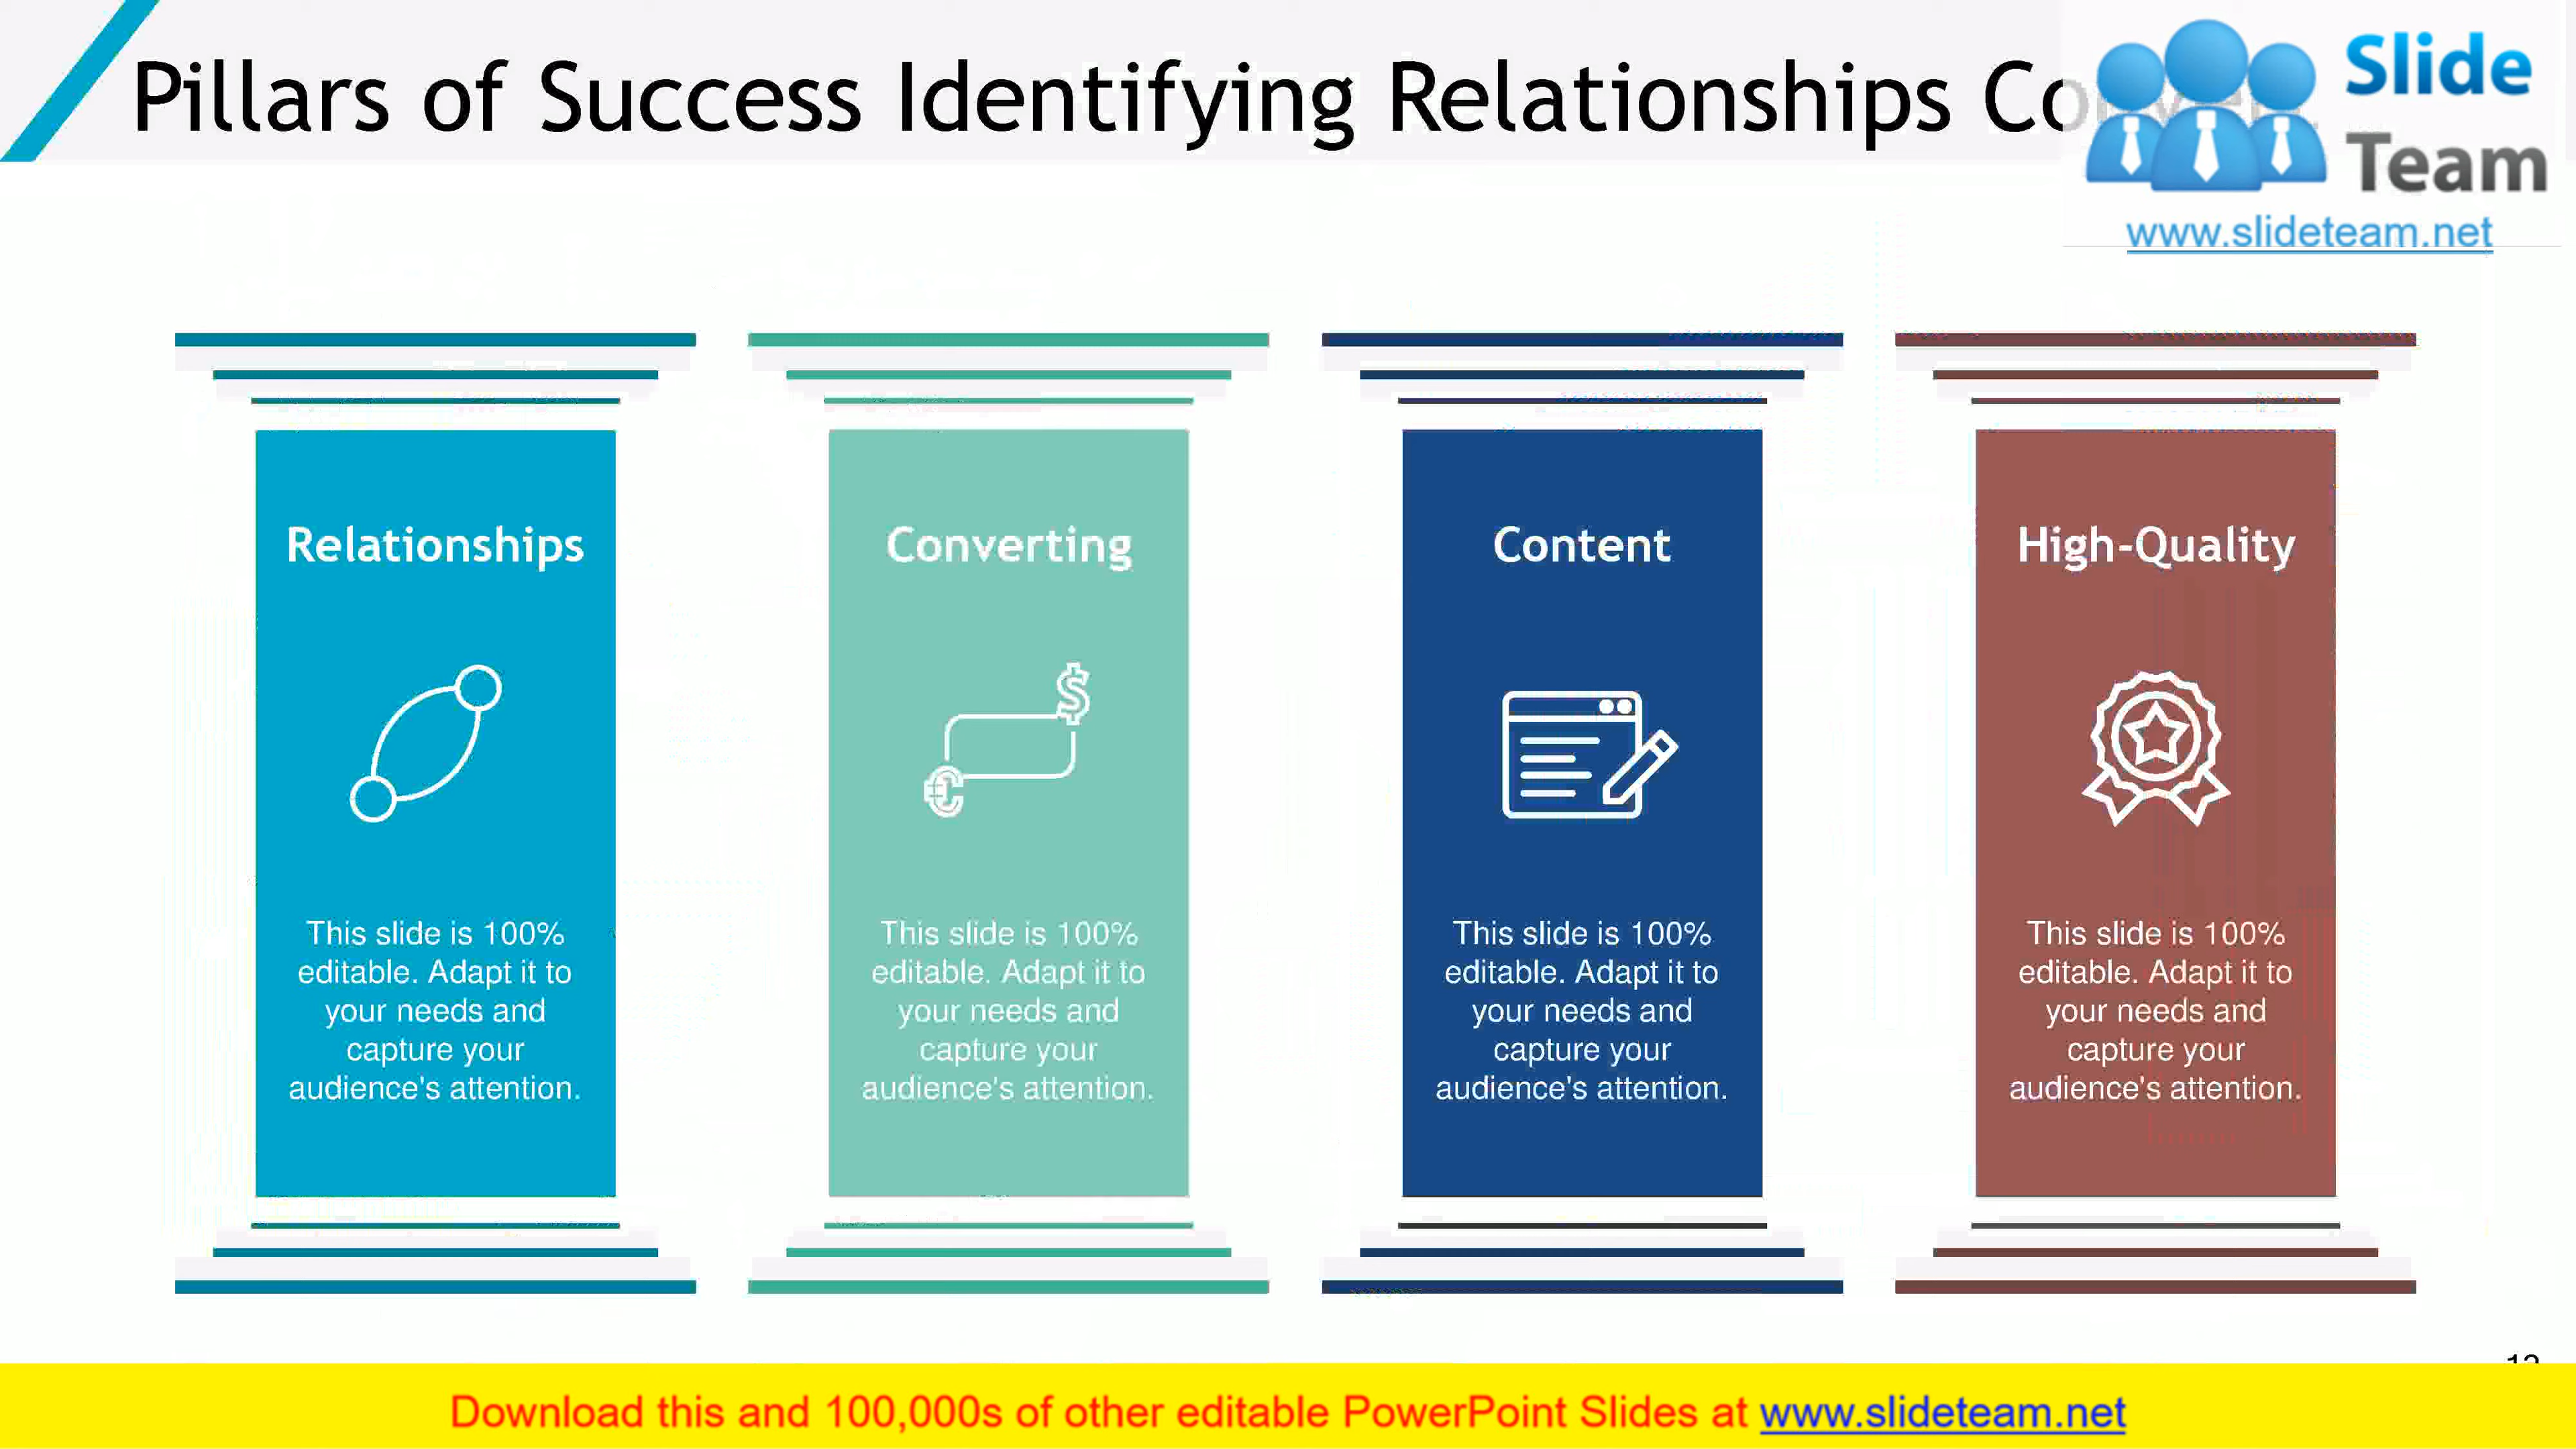 Pillars of Success Identifying Relationships
Slide
Team
www.slideteam.net
Relationships
This slide is 100%
editable. Adapt it to
your needs and
capture your
audience's attention.
Converting
This slide is 100%
editable. Adapt it to
your needs and
capture your
audience's attention.
Content
This slide is 100%
editable. Adapt it to
your needs and
capture your
audience's attention.
High-Quality
This slide is 100%
editable. Adapt it to
your needs and
capture your
audience's attention.
Download this and 100,000s of other editable PowerPoint Slides at www.slideteam.net